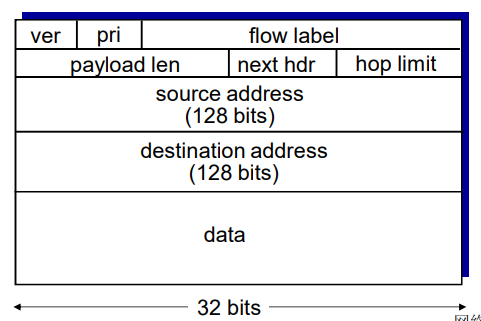 ver pri flow label
payload len next hdr hop limit
source address
(128 bits)
destination address
(128 bits)
data
32 bits